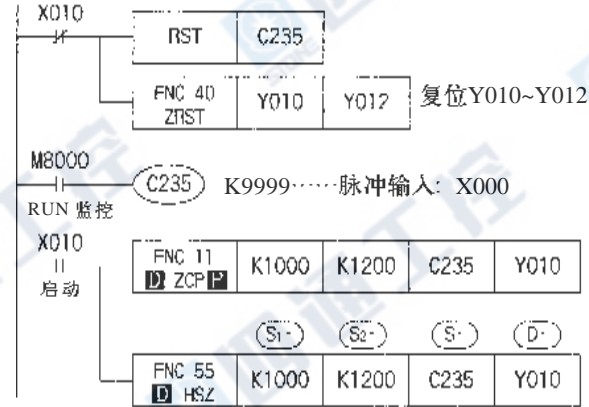 X010
RST C235
FNC 40 ZRST Y010 Y012 复位Y010~Y012
M8000
C235 K9999……脉冲输入: X000
RUN 监控
X010
FNC 11 D ZCP P K1000 K1200 C235 Y010
启动
S1· S2· S· D·
FNC 55 D HSZ K1000 K1200 C235 Y010